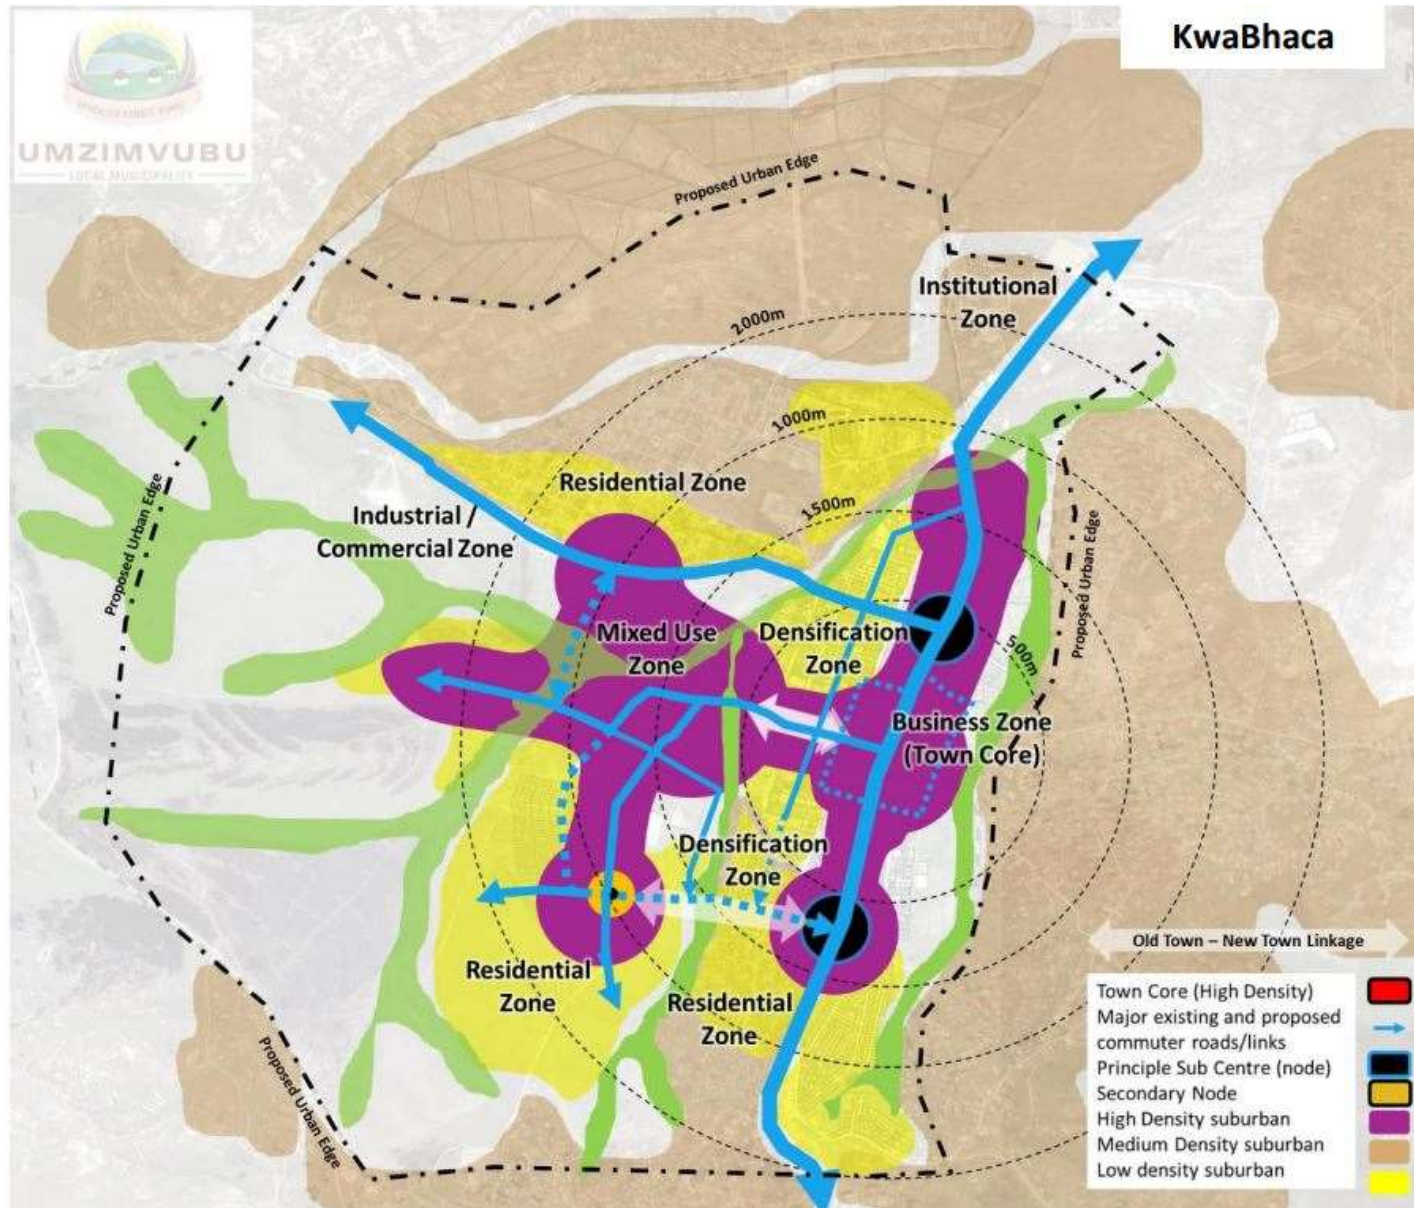 KwaBhaca
UMZIMVUBU
LOCAL MUNICIPALITY
Proposed Urban Edge
Institutional
Zone
2000m
1000m
1500m
500m
Residential Zone
Industrial /
Commercial Zone
Proposed Urban Edge
Proposed Urban Edge
Mixed Use
Zone
Densification
Zone
Business Zone
(Town Core)
Densification
Zone
Residential
Zone
Residential
Zone
Proposed Urban Edge
Old Town – New Town Linkage
Town Core (High Density)
Major existing and proposed
commuter roads/links
Principle Sub Centre (node)
Secondary Node
High Density suburban
Medium Density suburban
Low density suburban